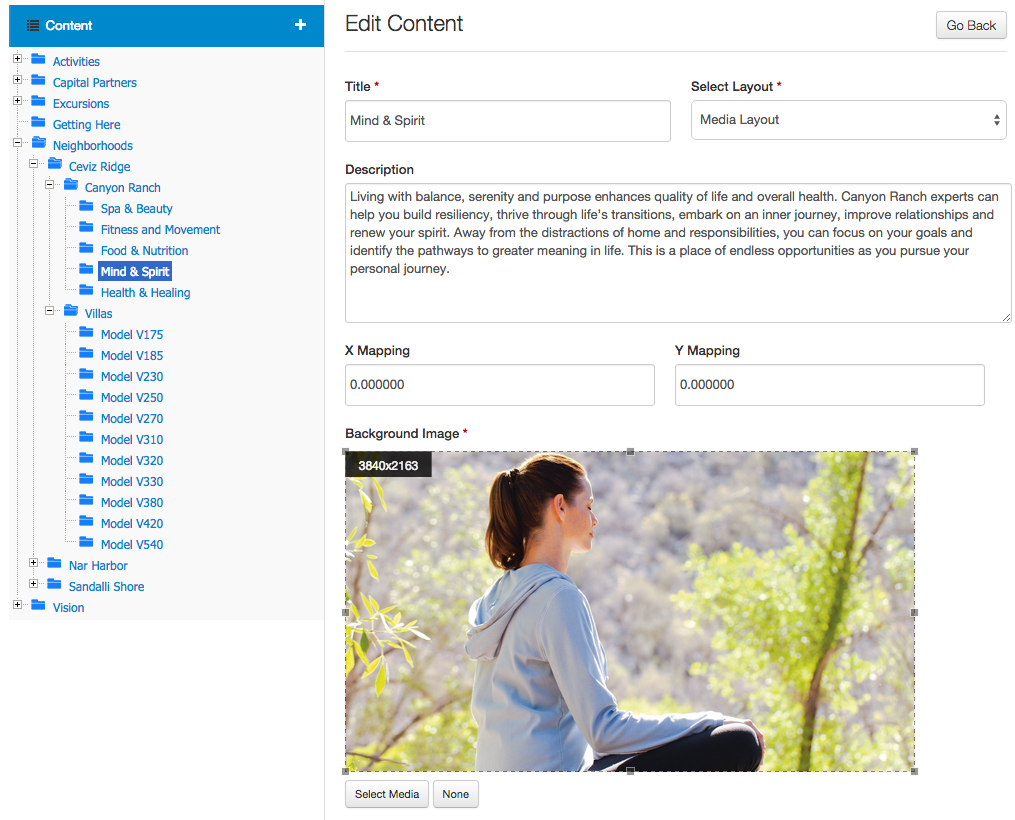 Content +
Activities
Capital Partners
Excursions
Getting Here
Neighborhoods
Ceviz Ridge
Canyon Ranch
Spa & Beauty
Fitness and Movement
Food & Nutrition
Mind & Spirit
Health & Healing
Villas
Model V175
Model V185
Model V230
Model V250
Model V270
Model V310
Model V320
Model V330
Model V380
Model V420
Model V540
Nar Harbor
Sandalli Shore
Vision
Edit Content
Go Back
Title *
Mind & Spirit
Select Layout *
Media Layout
Description
Living with balance, serenity and purpose enhances quality of life and overall health. Canyon Ranch experts can
help you build resiliency, thrive through life's transitions, embark on an inner journey, improve relationships and
renew your spirit. Away from the distractions of home and responsibilities, you can focus on your goals and
identify the pathways to greater meaning in life. This is a place of endless opportunities as you pursue your
personal journey.
X Mapping
0.000000
Y Mapping
0.000000
Background Image *
3840x2163
Select Media
None